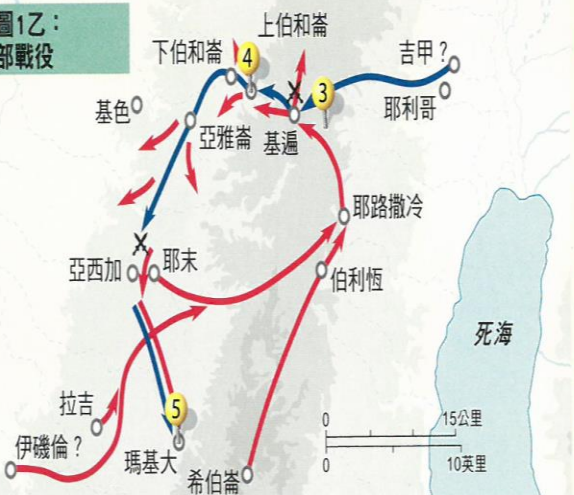 圖1乙：
部戰役
上伯和崙
下伯和崙
4
吉甲？
3
耶利哥
基色
亞雅崙
基遍
耶路撒冷
亞西加
耶末
伯利恆
死海
拉吉
5
0
15公里
伊磯倫？
瑪基大
希伯崙
0
10英里